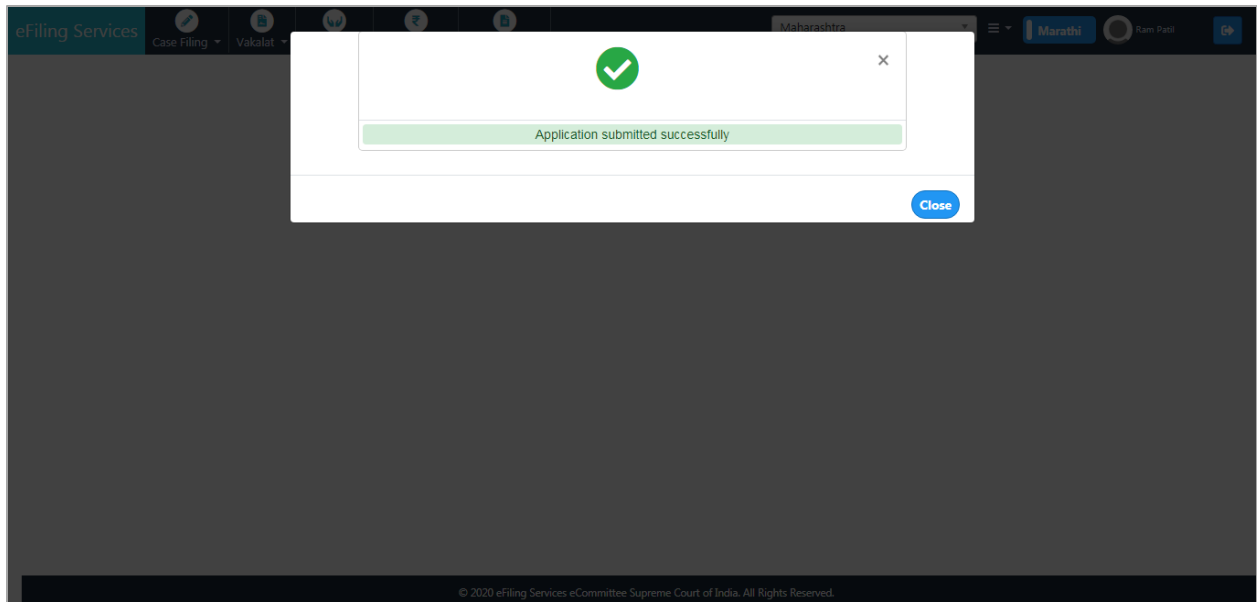 eFiling Services
Case Filing
Vakalat
Maharashtra
Marathi
Ram Patil
Application submitted successfully
Close
© 2020 eFiling Services eCommittee Supreme Court of India. All Rights Reserved.